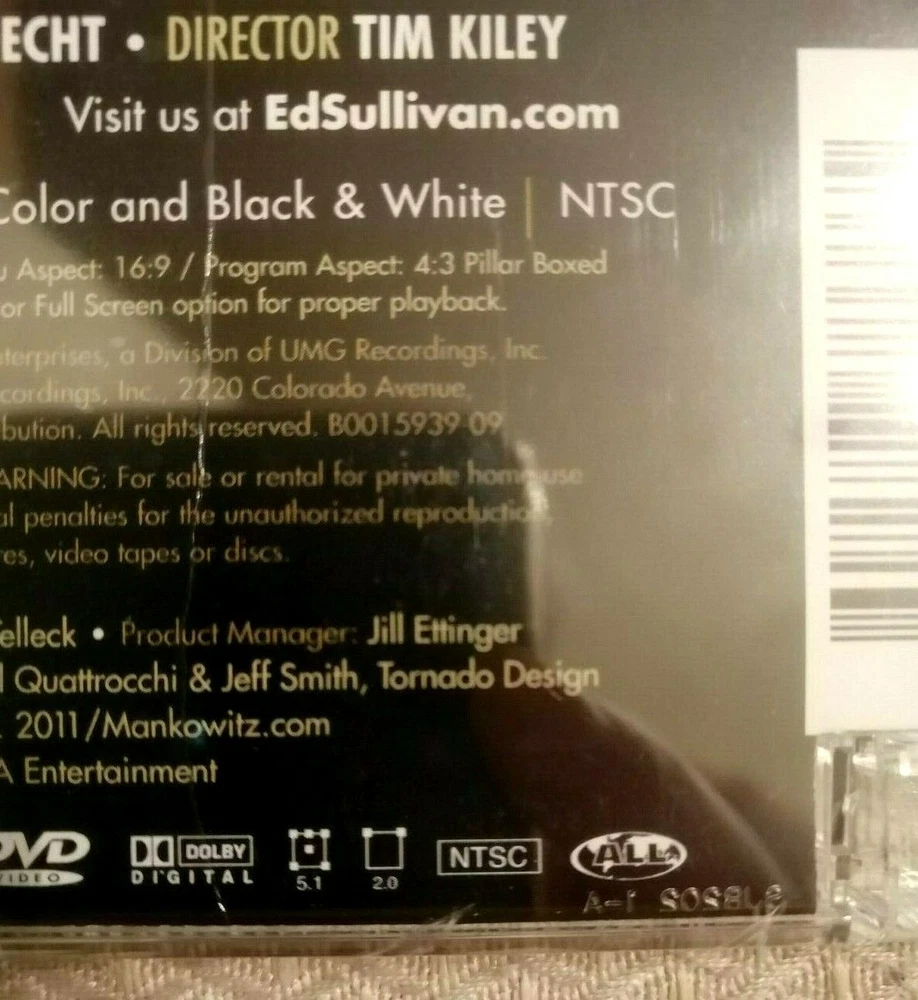 ECHT • DIRECTOR TIM KILEY
Visit us at EdSullivan.com
Color and Black & White | NTSC
Aspect: 16:9 / Program Aspect: 4:3 Pillar Boxed
or Full Screen option for proper playback.
nterprises, a Division of UMG Recordings, Inc.
cordings, Inc., 2220 Colorado Avenue,
bution. All rights reserved. B0015939-09
ARNING: For sale or rental for private home use
al penalties for the unauthorized reproduction,
res, video tapes or discs.
elleck • Product Manager: Jill Ettinger
l Quattrocchi & Jeff Smith, Tornado Design
2011/Mankowitz.com
A Entertainment
DVD VIDEO DOLBY DIGITAL 5.1 2.0 NTSC ALL